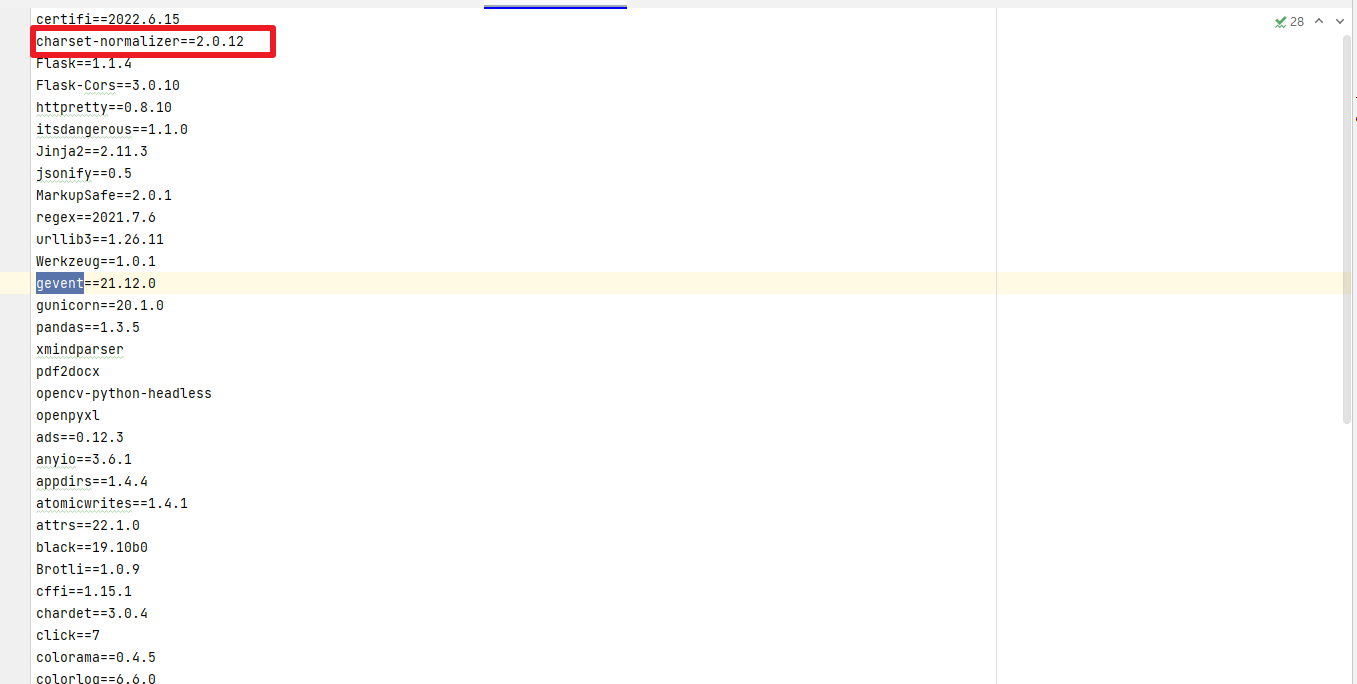 certifi==2022.6.15
28
charset-normalizer==2.0.12
Flask==1.1.4
Flask-Cors==3.0.10
httpretty==0.8.10
itsdangerous==1.1.0
Jinja2==2.11.3
jsonify==0.5
MarkupSafe==2.0.1
regex==2021.7.6
urllib3==1.26.11
Werkzeug==1.0.1
gevent==21.12.0
gunicorn==20.1.0
pandas==1.3.5
xmindparser
pdf2docx
opencv-python-headless
openpyxl
ads==0.12.3
anyio==3.6.1
appdirs==1.4.4
atomicwrites==1.4.1
attrs==22.1.0
black==19.10b0
Brotli==1.0.9
cffi==1.15.1
chardet==3.0.4
click==7
colorama==0.4.5
colorlog==6.6.0